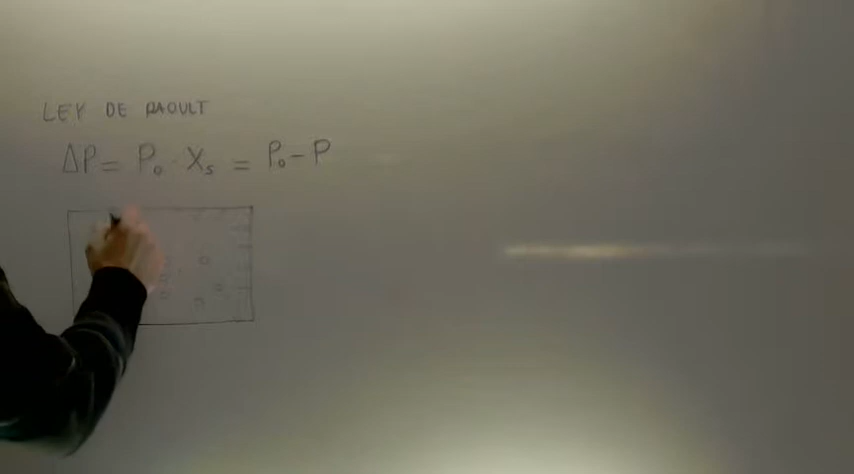 LEY DE RAOULT
ΔP = P₀ · Xₛ = P₀ - P